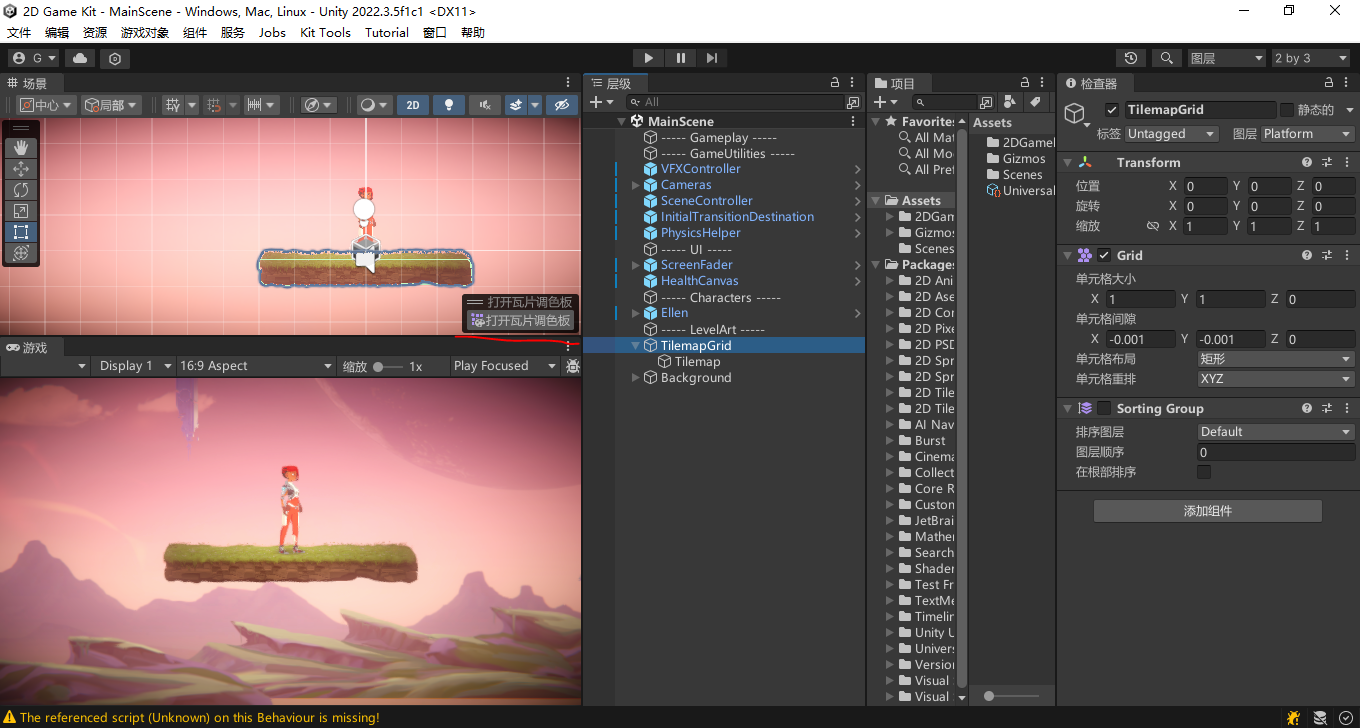 2D Game Kit - MainScene - Windows, Mac, Linux - Unity 2022.3.5f1c1 <DX11>
文件 编辑 资源 游戏对象 组件 服务 Jobs Kit Tools Tutorial 窗口 帮助
G
图层
2 by 3
场景
中心
局部
2D
打开瓦片调色板
打开瓦片调色板
游戏
Display 1
16:9 Aspect
缩放
1x
Play Focused
层级
All
MainScene
----- Gameplay -----
----- GameUtilities -----
VFXController
Cameras
SceneController
InitialTransitionDestination
PhysicsHelper
----- UI -----
ScreenFader
HealthCanvas
----- Characters -----
Ellen
----- LevelArt -----
TilemapGrid
Tilemap
Background
项目
Favorites
All Mat
All Mo
All Pref
Assets
2DGam
Gizmos
Scenes
Packages
2D Ani
2D Ase
2D Cor
2D Pixe
2D PSD
2D Spr
2D Spr
2D Tile
2D Tile
AI Nav
Burst
Cinema
Collect
Core R
Custom
JetBrai
Mather
Search
Shader
Test Fr
TextMe
Timelin
Unity U
Univers
Version
Visual
Visual
Assets
2DGameI
Gizmos
Scenes
Universal
检查器
TilemapGrid
静态的
标签 Untagged
图层 Platform
Transform
位置 X 0 Y 0 Z 0
旋转 X 0 Y 0 Z 0
缩放 X 1 Y 1 Z 1
Grid
单元格大小
X 1 Y 1 Z 0
单元格间隙
X -0.001 Y -0.001 Z 0
单元格布局 矩形
单元格重排 XYZ
Sorting Group
排序图层 Default
图层顺序 0
在根部排序
添加组件
The referenced script (Unknown) on this Behaviour is missing!